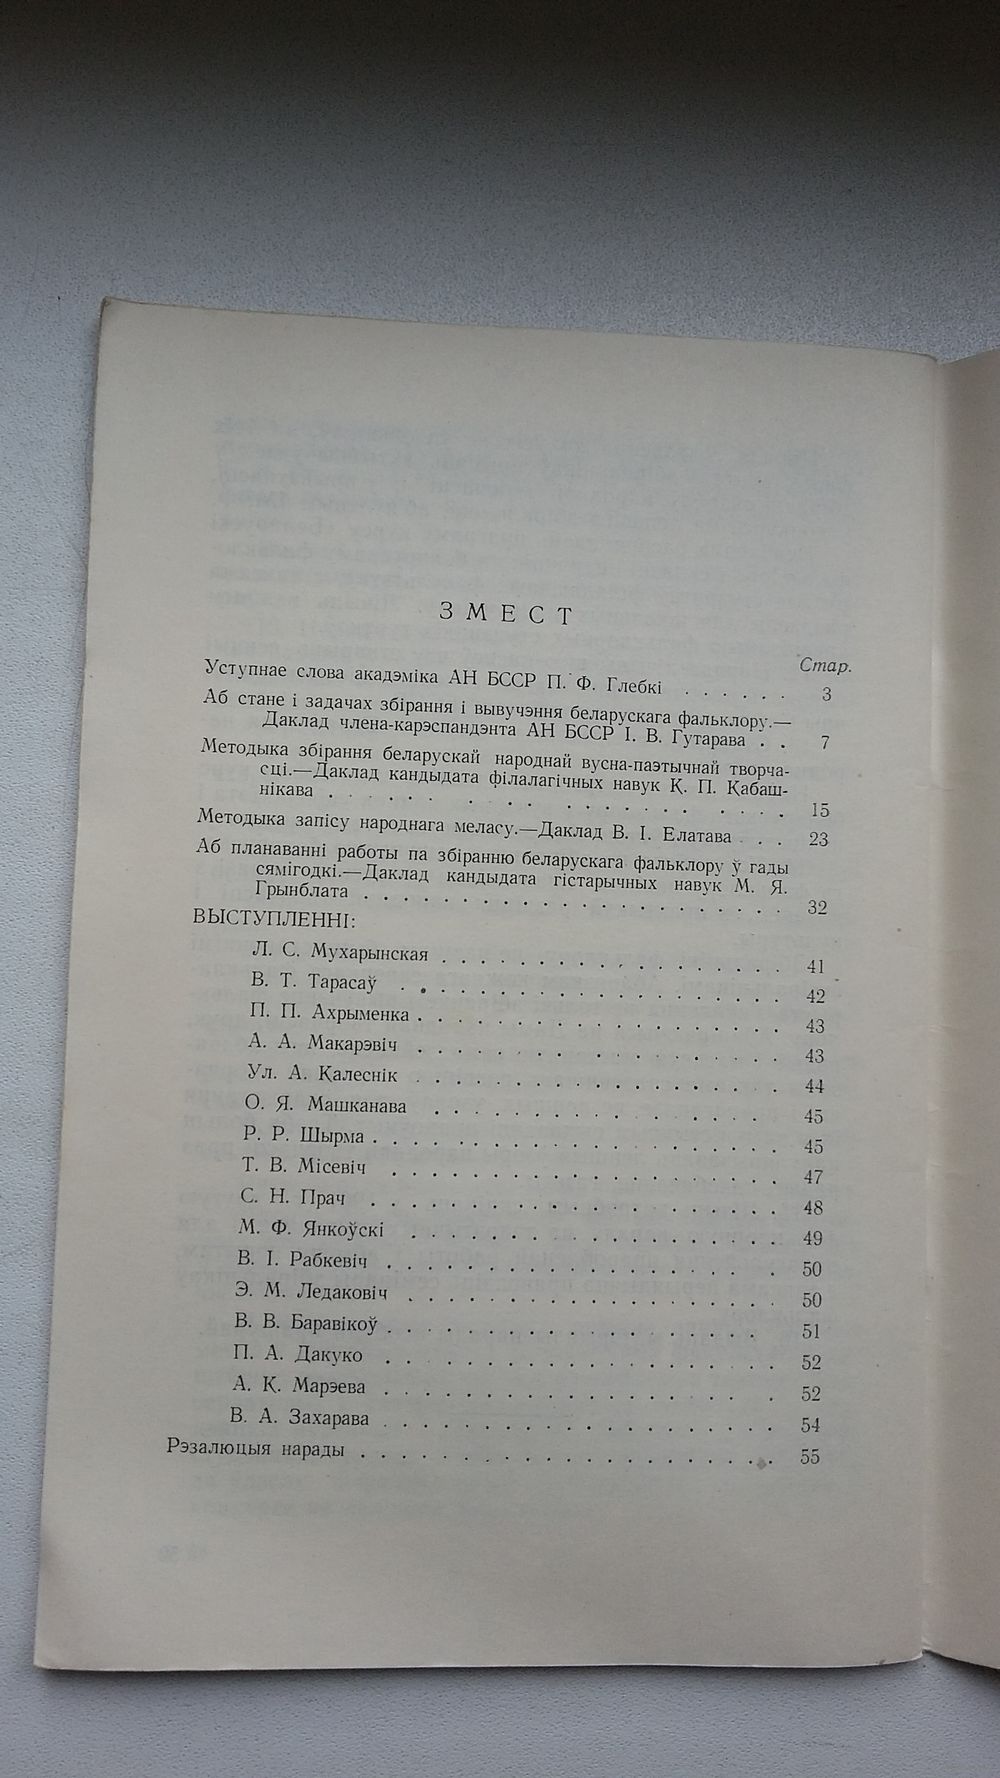 ЗМЕСТ
Стар.
Уступнае слова акадэміка АН БССР П. Ф. Глебкі . . . . . . 3
Аб стане і задачах збірання і вывучэння беларускага фальклору.—
Даклад члена-карэспандэнта АН БССР І. В. Гутарава . . 7
Методыка збірання беларускай народнай вусна-паэтычнай творча-
сці.—Даклад кандыдата філалагічных навук К. П. Кабаш-
нікава . . . . . . . . . . . . . . . . . . 15
Методыка запісу народнага меласу.—Даклад В. І. Елатава . . . 23
Аб планаванні работы па збіранню беларускага фальклору ў гады
сямігодкі.—Даклад кандыдата гістарычных навук М. Я.
Грынблата . . . . . . . . . . . . . . . . . . . . . 32
ВЫСТУПЛЕННІ:
Л. С. Мухарынская . . . . . . . . . . . . . . . . . 41
В. Т. Тарасаў . . . . . . . . . . . . . . . . . . . 42
П. П. Ахрыменка . . . . . . . . . . . . . . . . . . 43
А. А. Макарэвіч . . . . . . . . . . . . . . . . . . 43
Ул. А. Калеснік . . . . . . . . . . . . . . . . . . 44
О. Я. Машканава . . . . . . . . . . . . . . . . . 45
Р. Р. Шырма . . . . . . . . . . . . . . . . . . . . 45
Т. В. Місевіч . . . . . . . . . . . . . . . . . . . 47
С. Н. Прач . . . . . . . . . . . . . . . . . . . . 48
М. Ф. Янкоўскі . . . . . . . . . . . . . . . . . . 49
В. І. Рабкевіч . . . . . . . . . . . . . . . . . . 50
Э. М. Ледаковіч . . . . . . . . . . . . . . . . . . 50
В. В. Баравікоў . . . . . . . . . . . . . . . . . . 51
П. А. Дакуко . . . . . . . . . . . . . . . . . . . 52
А. К. Марэева . . . . . . . . . . . . . . . . . . 52
В. А. Захарава . . . . . . . . . . . . . . . . . . . 54
Рэзалюцыя нарады . . . . . . . . . . . . . . . . . . . . 55